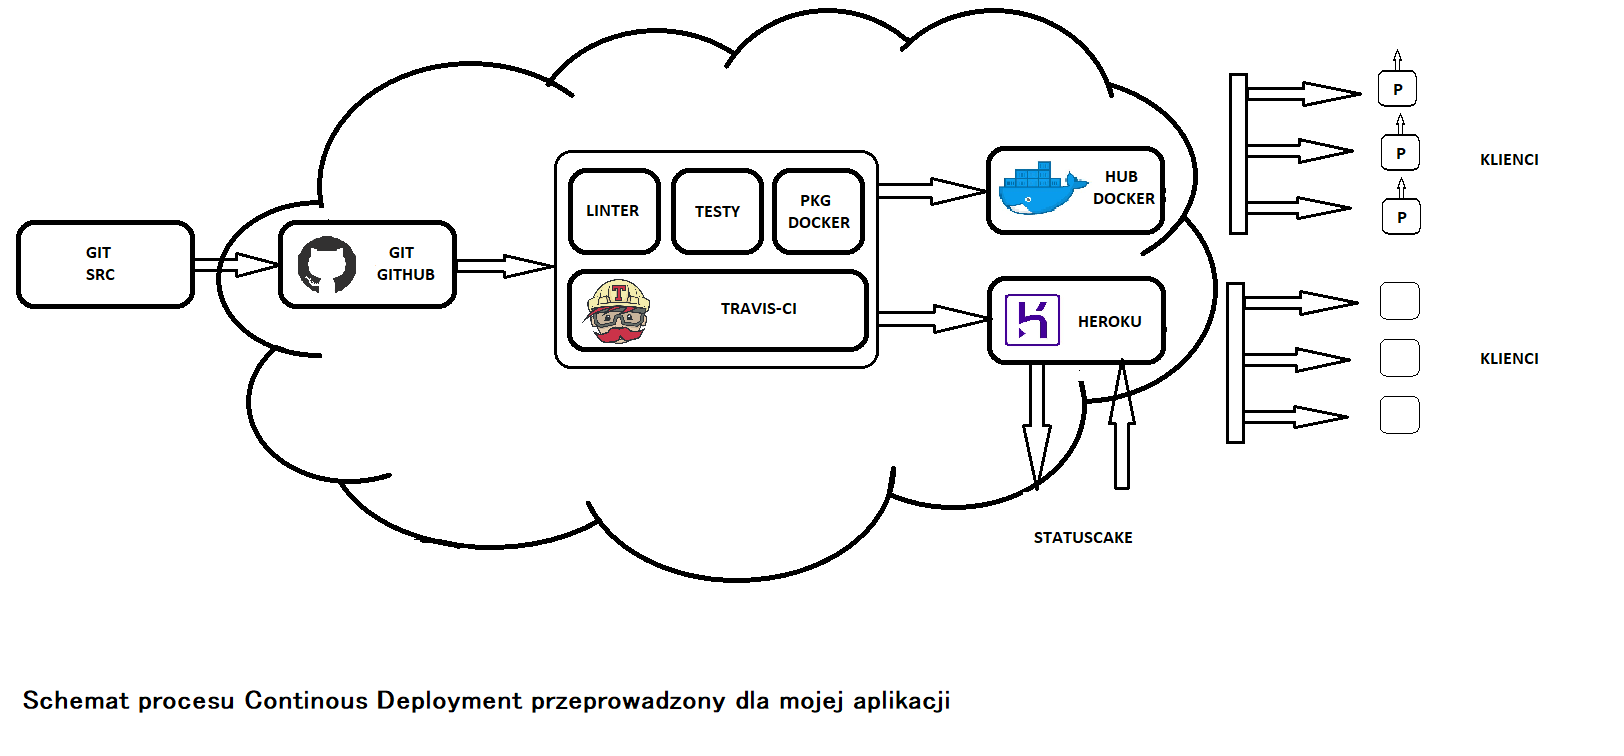 GIT
SRC
GIT
GITHUB
LINTER
TESTY
PKG
DOCKER
T
TRAVIS-CI
HUB
DOCKER
HEROKU
STATUSCAKE
P
P
P
KLIENCI
KLIENCI
Schemat procesu Continous Deployment przeprowadzony dla mojej aplikacji